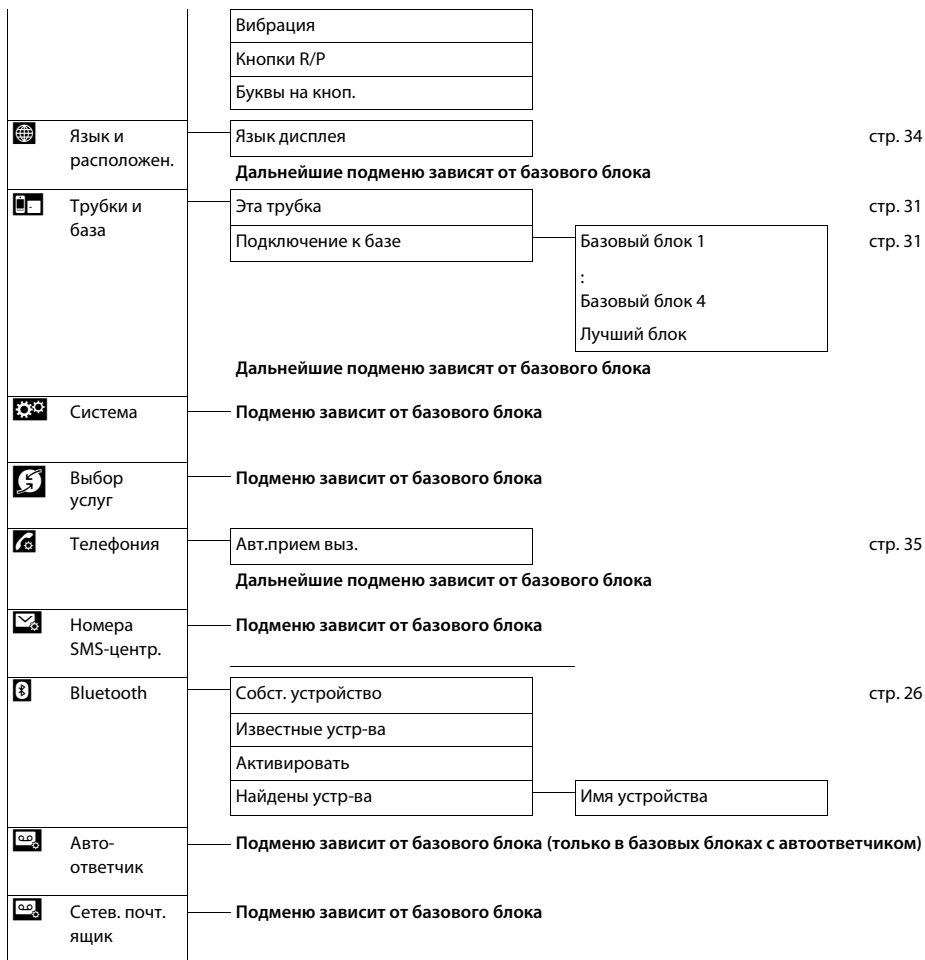 Вибрация
Кнопки R/P
Буквы на кноп.
Язык и
расположен.
Язык дисплея
стр. 34
Дальнейшие подменю зависят от базового блока
Трубки и
база
Эта трубка
стр. 31
Подключение к базе
Базовый блок 1
стр. 31
:
Базовый блок 4
Лучший блок
Дальнейшие подменю зависят от базового блока
Система
Подменю зависит от базового блока
Выбор
услуг
Подменю зависит от базового блока
Телефония
Авт.прием выз.
стр. 35
Дальнейшие подменю зависит от базового блока
Номера
SMS-центр.
Подменю зависит от базового блока
Bluetooth
Собст. устройство
стр. 26
Известные устр-ва
Активировать
Найдены устр-ва
Имя устройства
Авто-
ответчик
Подменю зависит от базового блока (только в базовых блоках с автоответчиком)
Сетев. почт.
ящик
Подменю зависит от базового блока